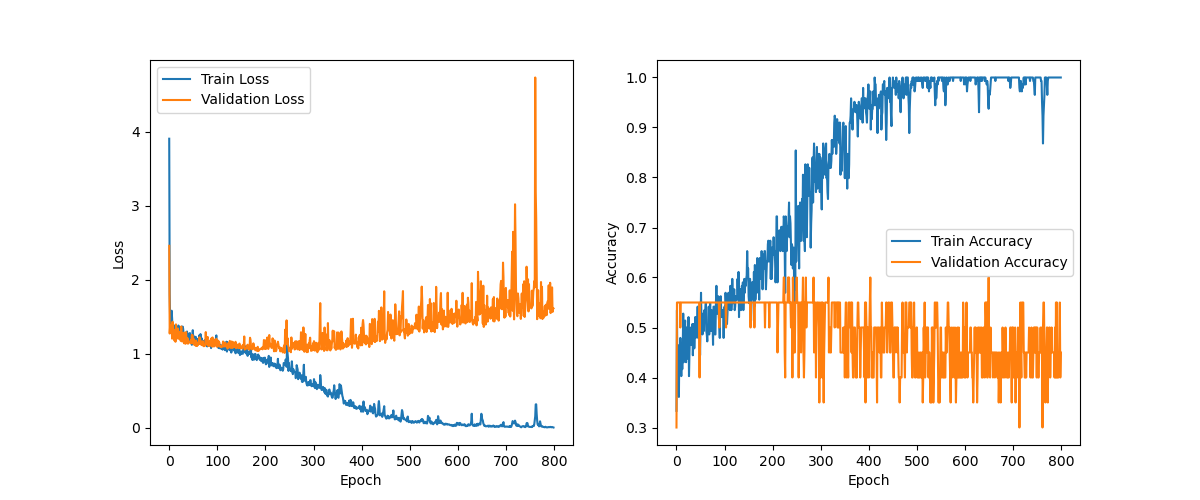 Train Loss
Validation Loss
4
3
2
1
0
Loss
0 100 200 300 400 500 600 700 800
Epoch
1.0
0.9
0.8
0.7
0.6
0.5
0.4
0.3
Accuracy
Train Accuracy
Validation Accuracy
0 100 200 300 400 500 600 700 800
Epoch